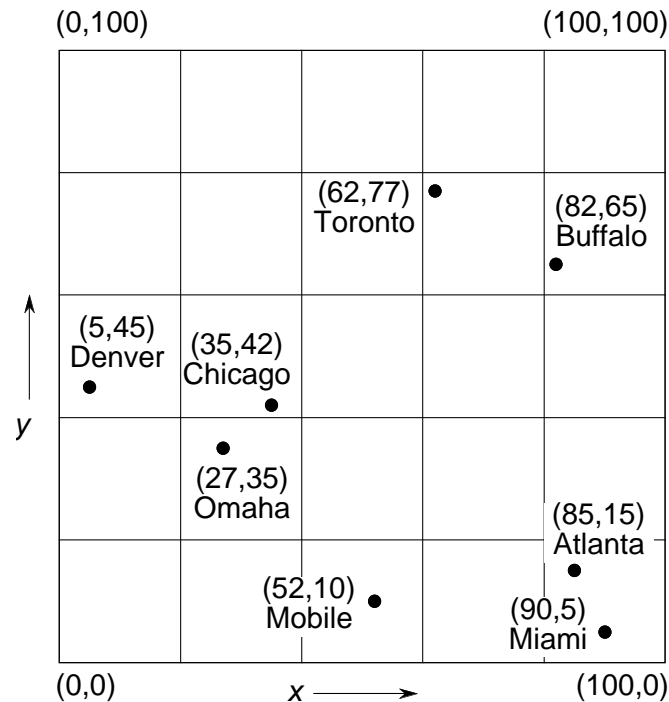 (0,100)
(100,100)
(62,77)
Toronto
(82,65)
Buffalo
(5,45)
Denver
(35,42)
Chicago
y
(27,35)
Omaha
(85,15)
Atlanta
(52,10)
Mobile
(90,5)
Miami
(0,0)
x
(100,0)